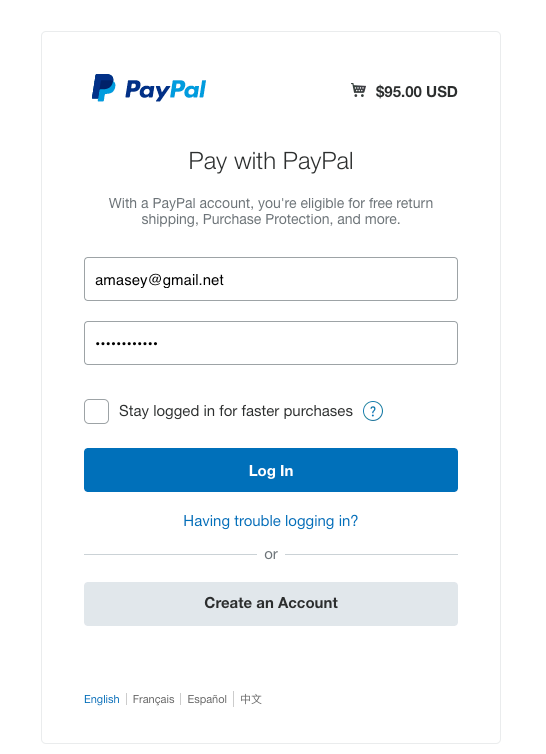 PayPal
$95.00 USD
Pay with PayPal
With a PayPal account, you're eligible for free return
shipping, Purchase Protection, and more.
amasey@gmail.net
••••••••••••
Stay logged in for faster purchases ?
Log In
Having trouble logging in?
or
Create an Account
English | Français | Español | 中文